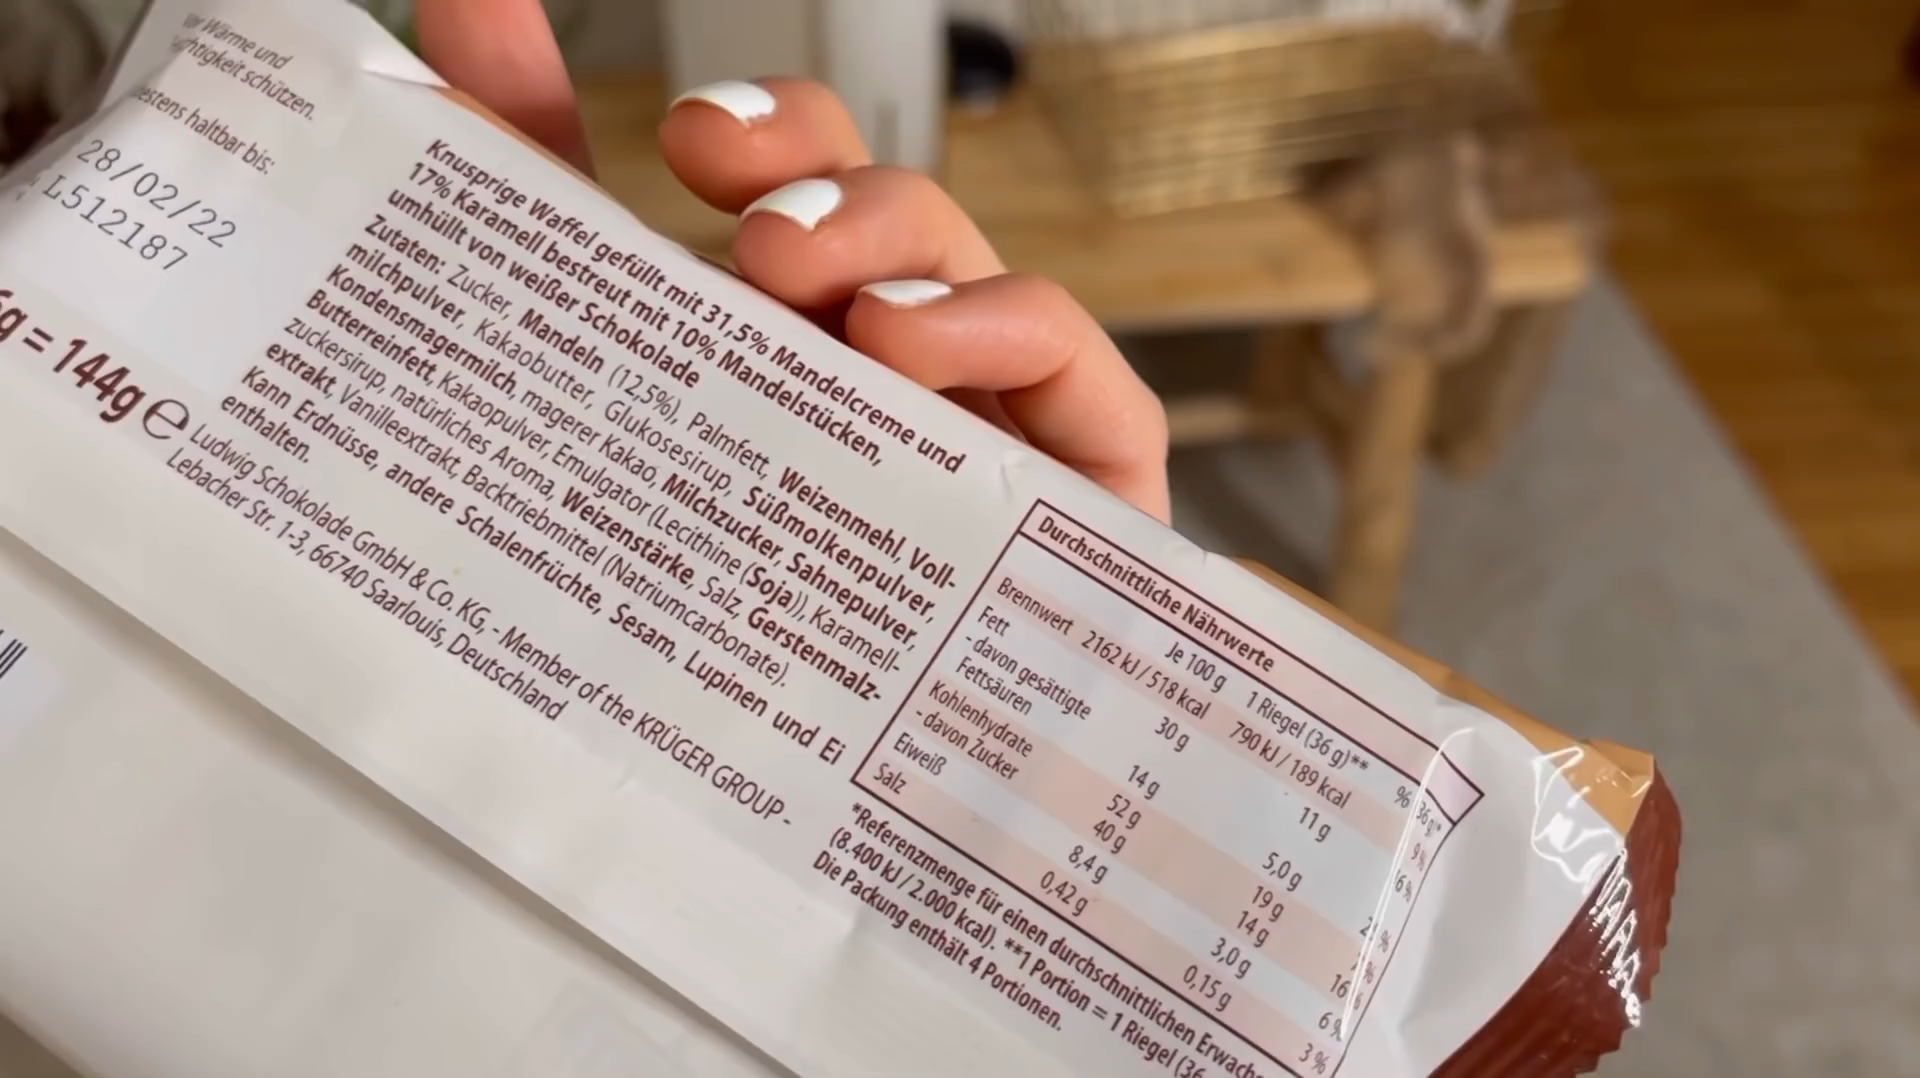 Wärme und
schützen.
haltbar bis:
28/02/22
L512187
= 144g ℮
Knusprige Waffel gefüllt mit 31,5% Mandelcreme und
17% Karamell bestreut mit 10% Mandelstücken,
umhüllt von weißer Schokolade
Zutaten: Zucker, Mandeln (12,5%), Palmfett, Weizenmehl, Voll-
milchpulver, Kakaobutter, Glukosesirup, Süßmolkenpulver,
Kondensmagermilch, magerer Kakao, Milchzucker, Sahnepulver,
Butterreinfett, Kakaopulver, Emulgator (Lecithine (Soja)), Karamell-
zuckersirup, natürliches Aroma, Weizenstärke, Salz, Gerstenmalz-
extrakt, Vanilleextrakt, Backtriebmittel (Natriumcarbonate).
Kann Erdnüsse, andere Schalenfrüchte, Sesam, Lupinen und Ei
enthalten.
Ludwig Schokolade GmbH & Co. KG, - Member of the KRÜGER GROUP -
Lebacher Str. 1-3, 66740 Saarlouis, Deutschland
Durchschnittliche Nährwerte
Je 100 g 1 Riegel (36 g)** % 36 g)*
Brennwert 2162 kJ / 518 kcal 790 kJ / 189 kcal 9%
Fett 30 g 11 g 16%
- davon gesättigte
Fettsäuren 14 g 5,0 g
Kohlenhydrate 52 g 19 g
- davon Zucker 40 g 14 g 16%
Eiweiß 8,4 g 3,0 g 6%
Salz 0,42 g 0,15 g 3%
*Referenzmenge für einen durchschnittlichen
(8.400 kJ / 2.000 kcal). **1 Portion = 1 Riegel (36
Die Packung enthält 4 Portionen.